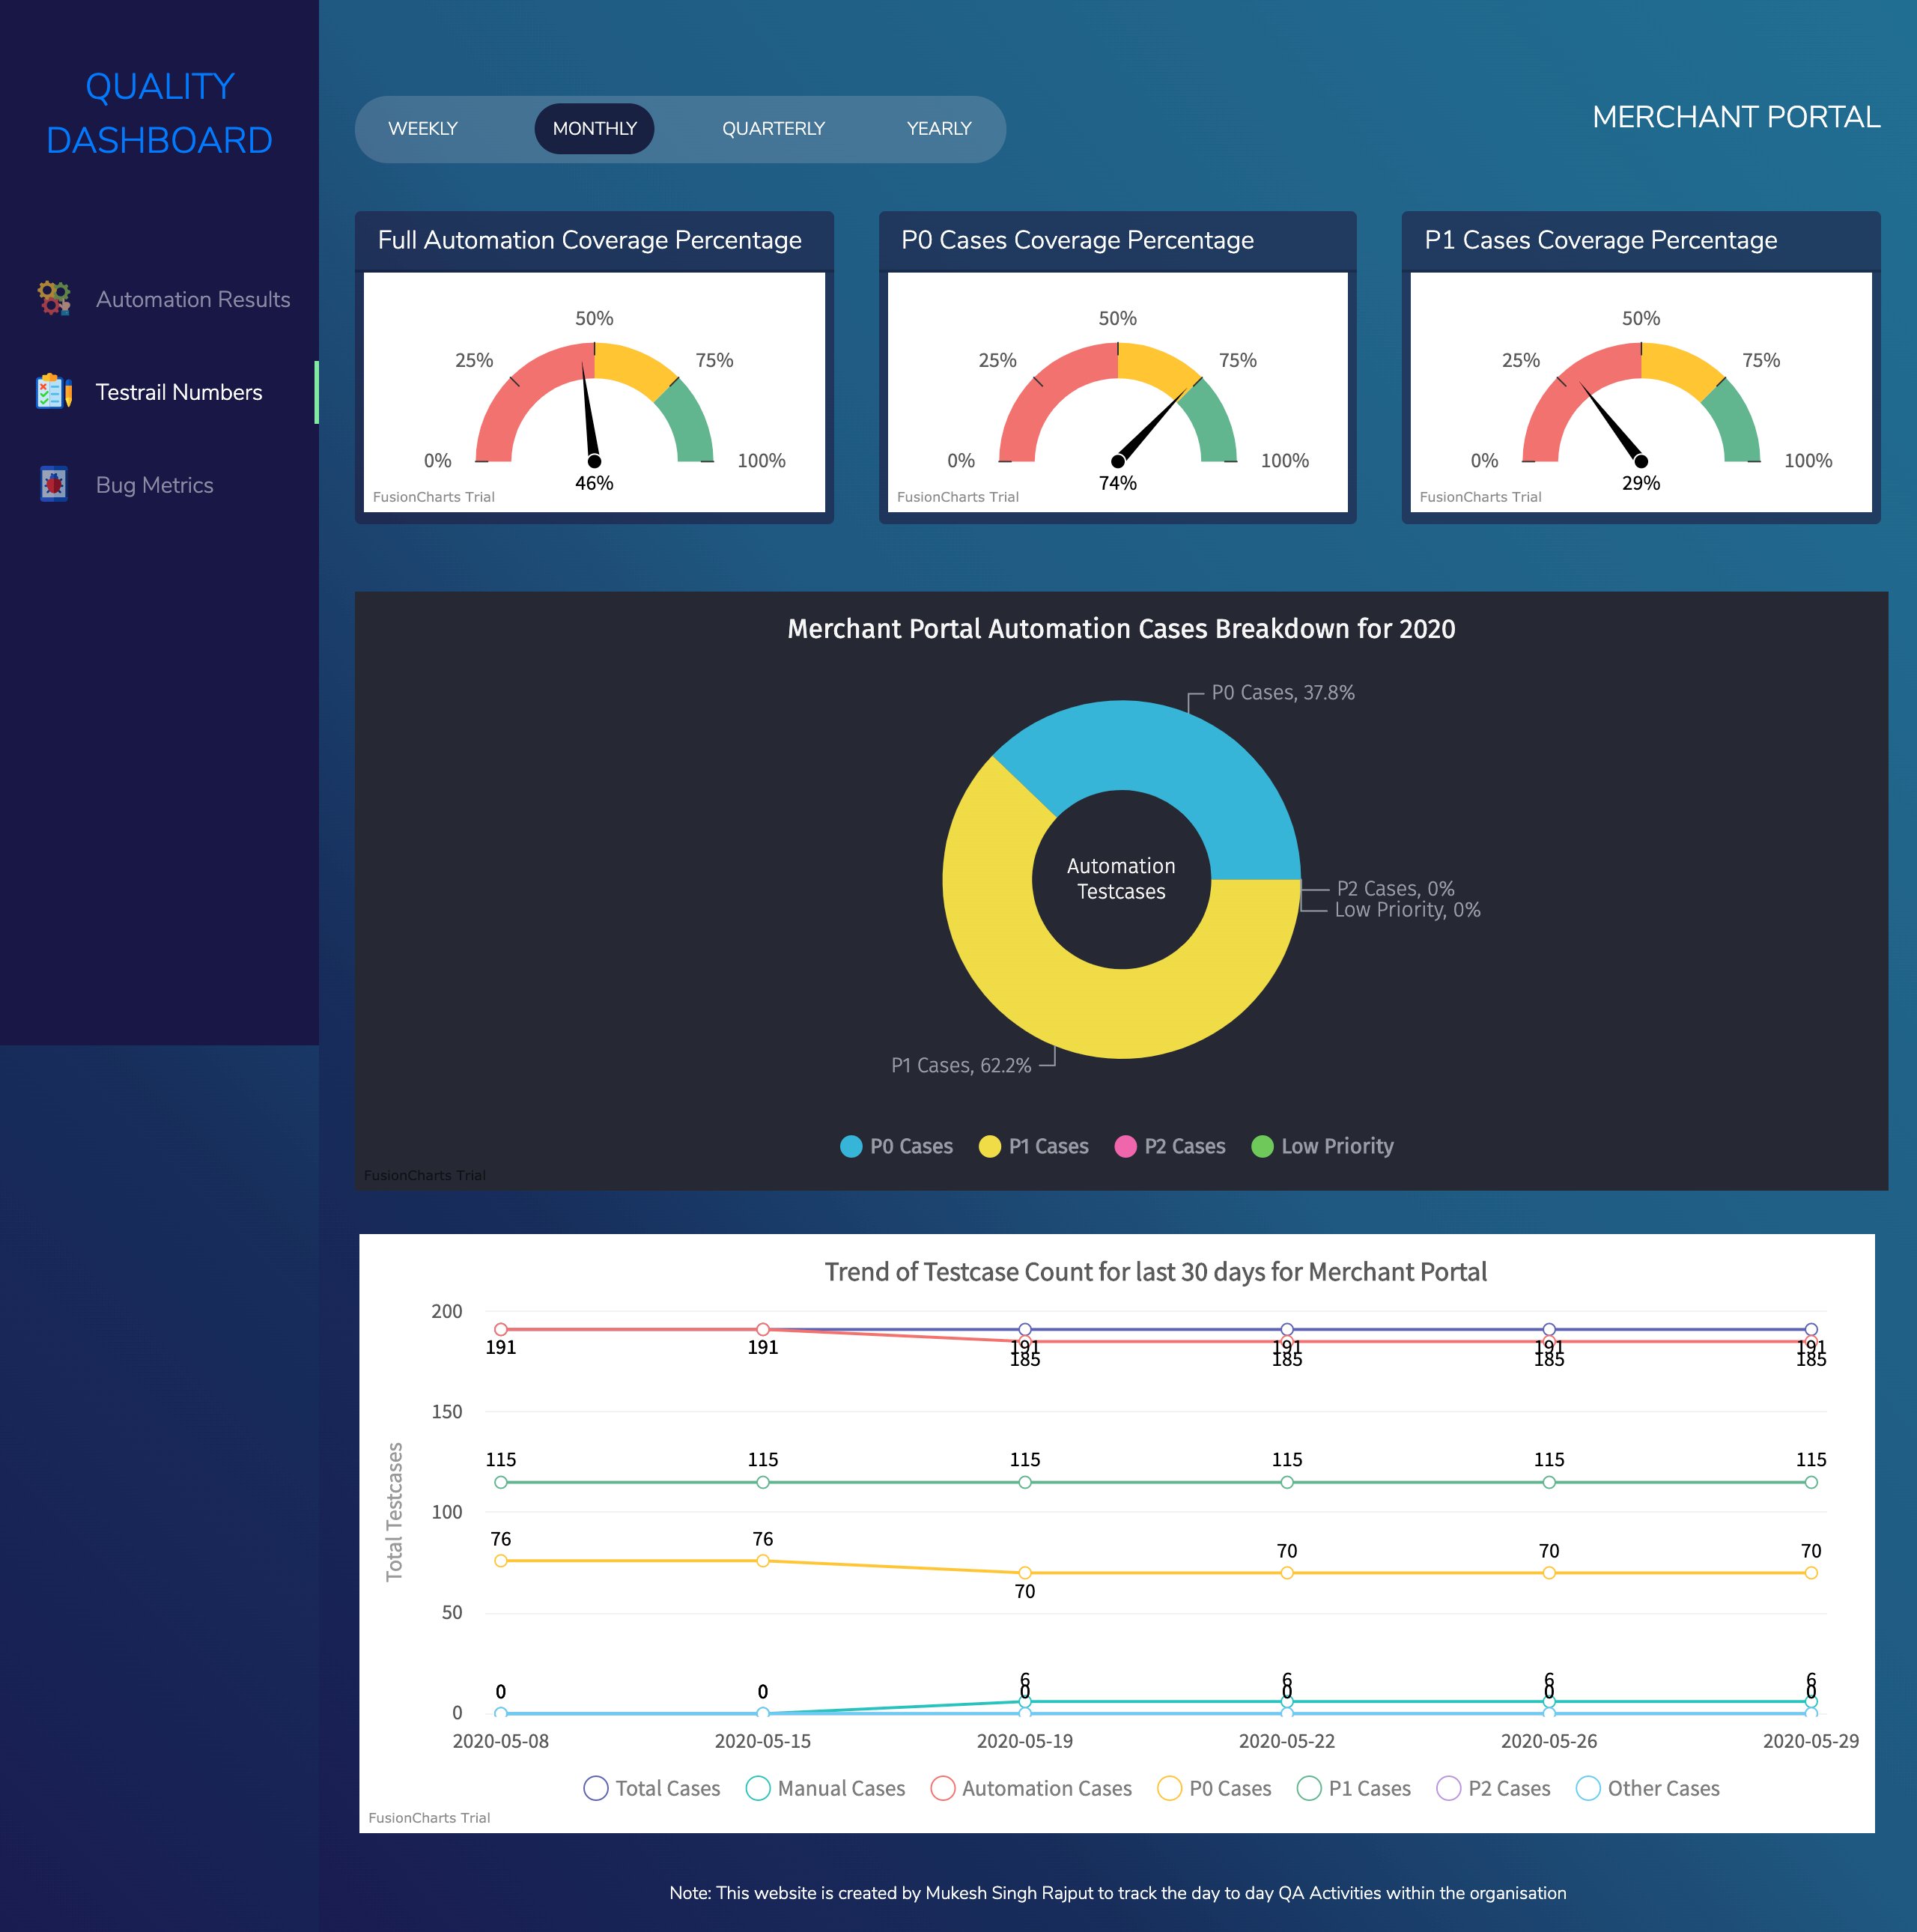 QUALITY
DASHBOARD
Automation Results
Testrail Numbers
Bug Metrics
WEEKLY
MONTHLY
QUARTERLY
YEARLY
MERCHANT PORTAL
Full Automation Coverage Percentage
0%
25%
50%
75%
100%
46%
FusionCharts Trial
P0 Cases Coverage Percentage
0%
25%
50%
75%
100%
74%
FusionCharts Trial
P1 Cases Coverage Percentage
0%
25%
50%
75%
100%
29%
FusionCharts Trial
Merchant Portal Automation Cases Breakdown for 2020
P0 Cases, 37.8%
Automation
Testcases
P2 Cases, 0%
Low Priority, 0%
P1 Cases, 62.2%
P0 Cases P1 Cases P2 Cases Low Priority
FusionCharts Trial
Trend of Testcase Count for last 30 days for Merchant Portal
Total Testcases
200
191 191 191 191 191 191
185 185 185 185
150
115 115 115 115 115 115
100
76 76 70 70 70
70
50
6 6 6 6
0 0 0 0 0 0
0
2020-05-08 2020-05-15 2020-05-19 2020-05-22 2020-05-26 2020-05-29
Total Cases Manual Cases Automation Cases P0 Cases P1 Cases P2 Cases Other Cases
FusionCharts Trial
Note: This website is created by Mukesh Singh Rajput to track the day to day QA Activities within the organisation